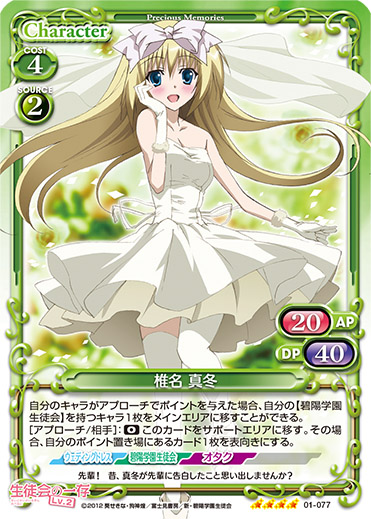 Precious Memories
Character
COST
4
SOURCE
2
20 AP
DP 40
椎名 真冬
自分のキャラがアプローチでポイントを与えた場合、自分の【碧陽学園
生徒会】を持つキャラ1枚をメインエリアに移すことができる。
[アプローチ/相手]: このカードをサポートエリアに移す。その場
合、自分のポイント置き場にあるカード1枚を表向きにする。
ウエディングドレス 碧陽学園生徒会 オタク
先輩! 昔、真冬が先輩に告白したこと思い出しませんか?
生徒会の一存
Lv.2
©2012 葵せきな・狗神煌/富士見書房/新・碧陽学園生徒会
01-077